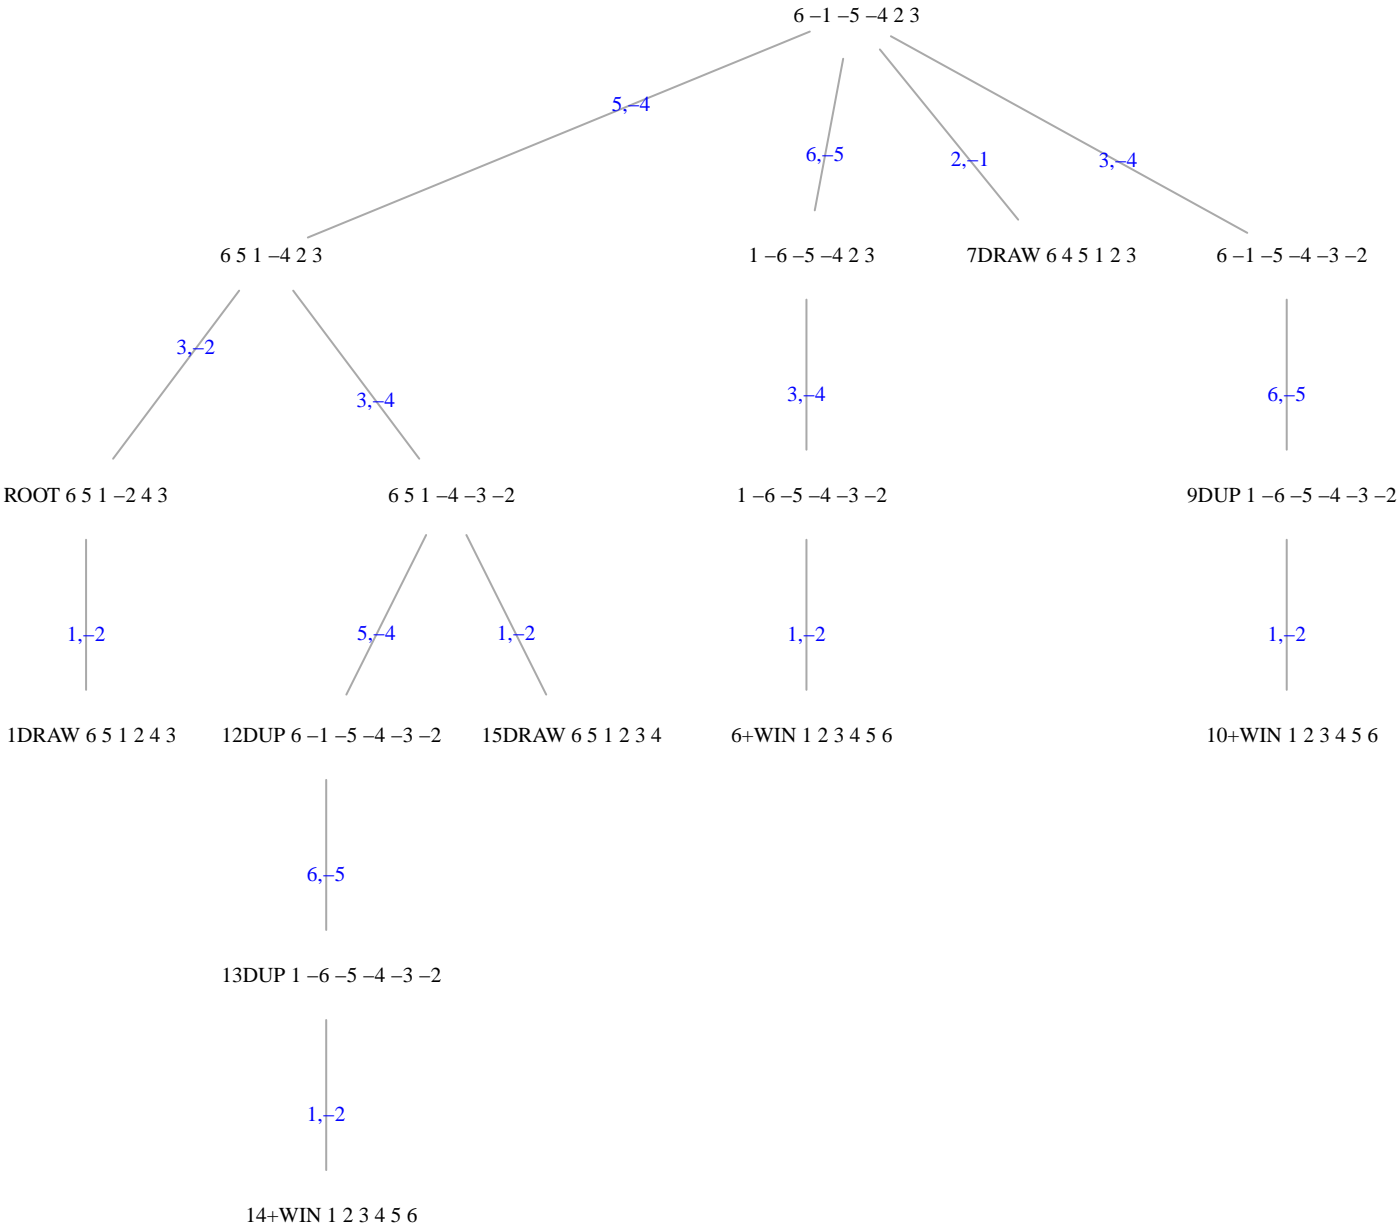 6 –1 –5 –4 2 3
5,–4
6,–5
2,–1
3,–4
6 5 1 –4 2 3
1 –6 –5 –4 2 3
7DRAW 6 4 5 1 2 3
6 –1 –5 –4 –3 –2
3,–2
3,–4
3,–4
6,–5
ROOT 6 5 1 –2 4 3
6 5 1 –4 –3 –2
1 –6 –5 –4 –3 –2
9DUP 1 –6 –5 –4 –3 –2
1,–2
5,–4
1,–2
1,–2
1,–2
1DRAW 6 5 1 2 4 3
12DUP 6 –1 –5 –4 –3 –2
15DRAW 6 5 1 2 3 4
6+WIN 1 2 3 4 5 6
10+WIN 1 2 3 4 5 6
6,–5
13DUP 1 –6 –5 –4 –3 –2
1,–2
14+WIN 1 2 3 4 5 6